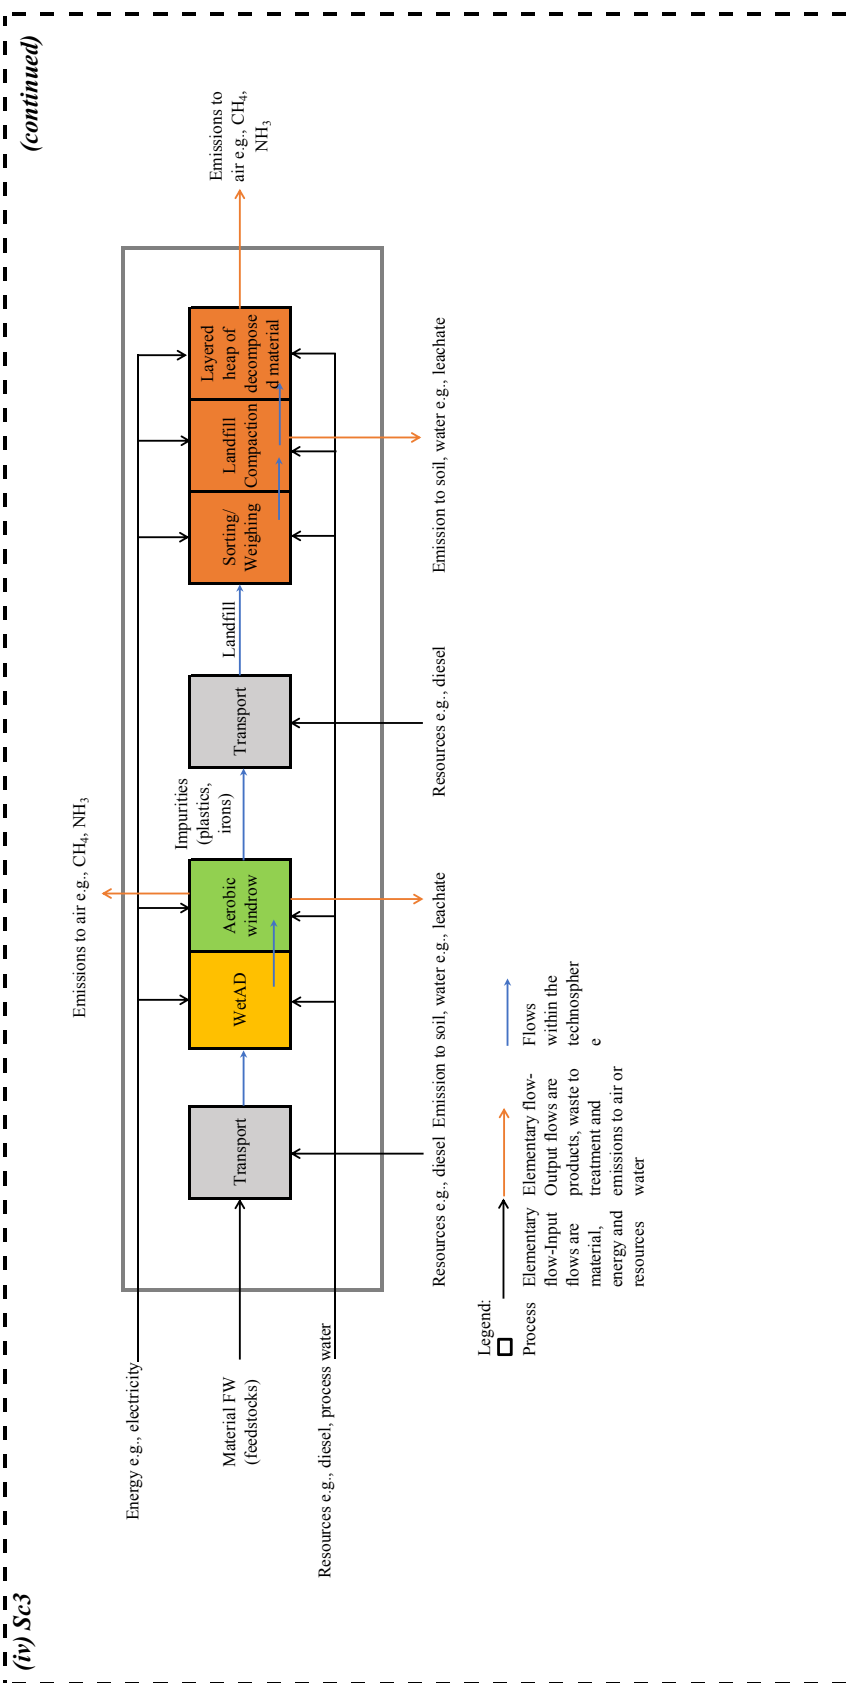 (iv) Sc3
(continued)
Energy e.g., electricity
Material FW
(feedstocks)
Resources e.g., diesel, process water
Transport
WetAD
Aerobic
windrow
Emissions to air e.g., CH₄, NH₃
Impurities
(plastics,
irons)
Transport
Landfill
Sorting/
Weighing
Landfill
Compaction
Layered
heap of
decompose
d material
Emissions to
air e.g., CH₄,
NH₃
Resources e.g., diesel
Emission to soil, water e.g., leachate
Resources e.g., diesel
Emission to soil, water e.g., leachate
Legend:
Process
Elementary
flow-Input
flows are
material,
energy and
resources
Elementary flow-
Output flows are
products, waste to
treatment and
emissions to air or
water
Flows
within the
technospher
e